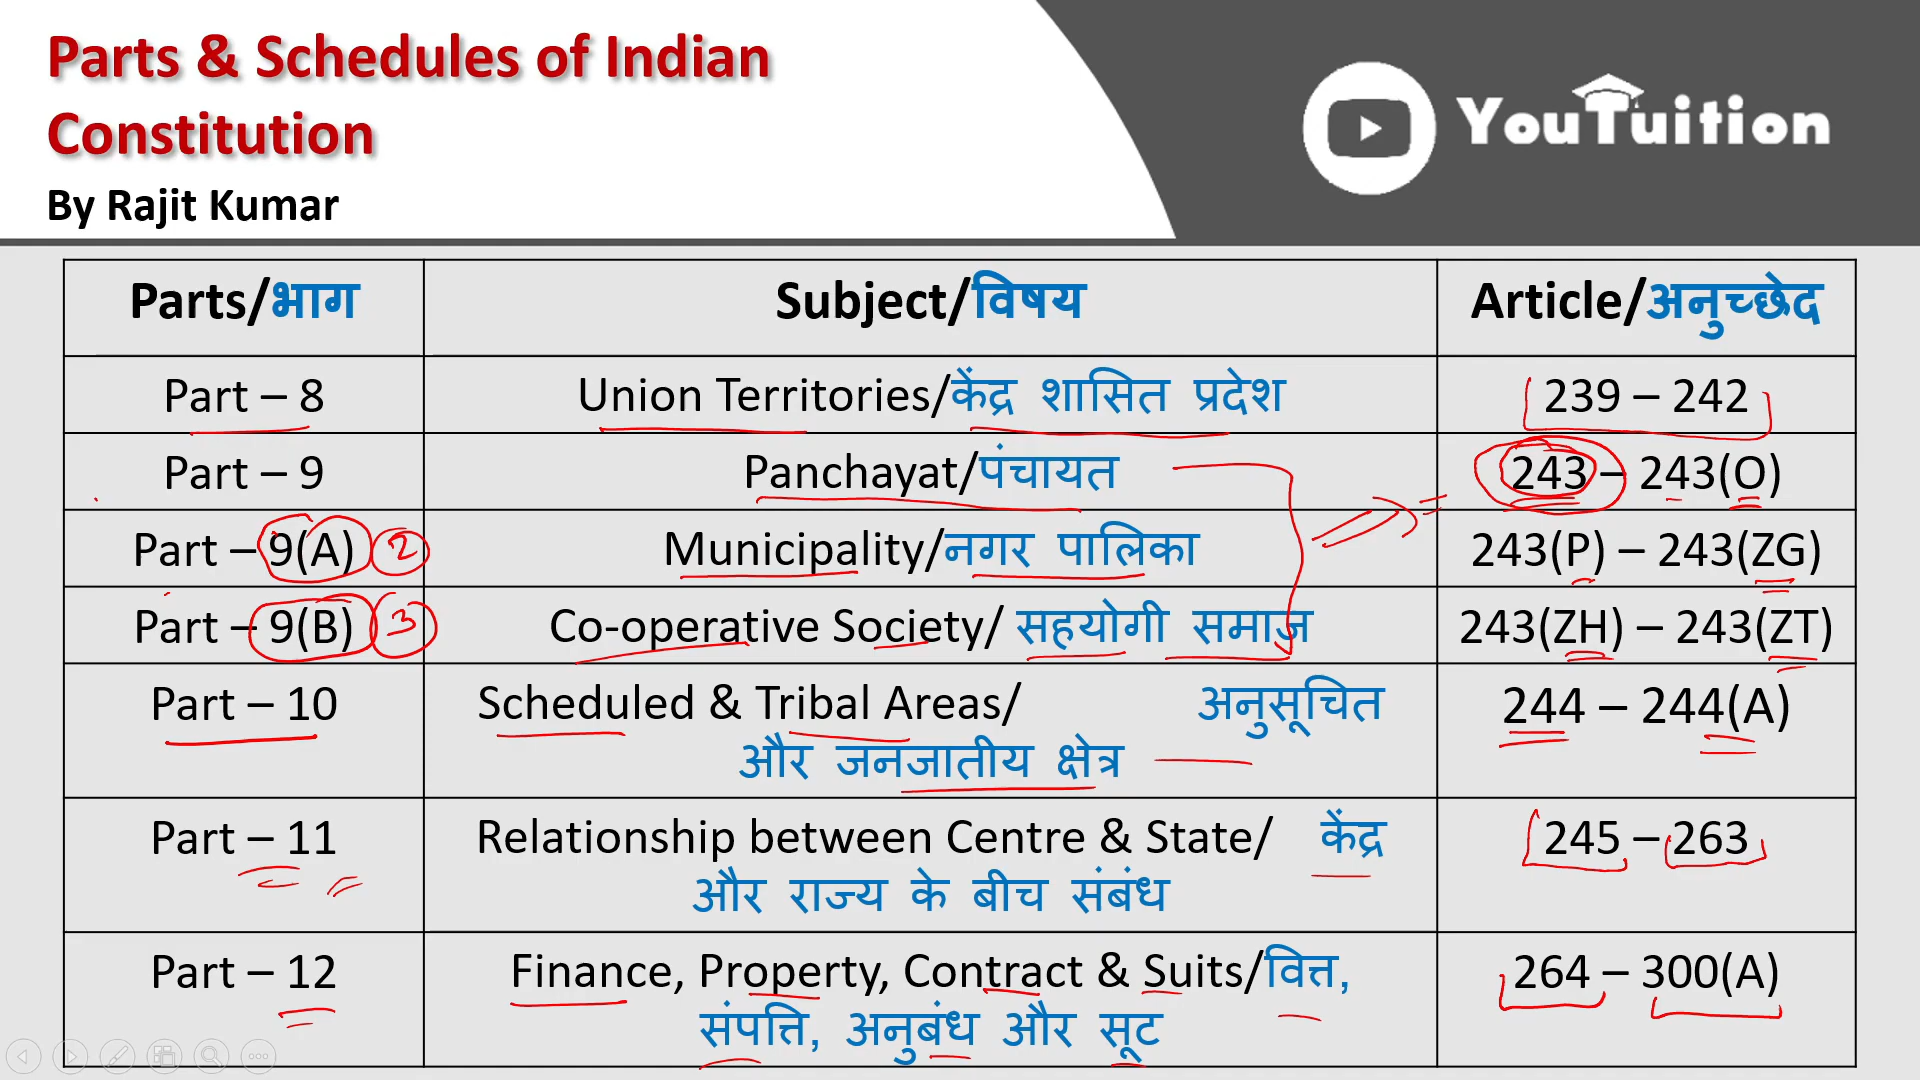 Parts & Schedules of Indian
Constitution
By Rajit Kumar
YouTuition
Parts/भाग Subject/विषय Article/अनुच्छेद
Part – 8 Union Territories/केंद्र शासित प्रदेश 239 – 242
Part – 9 Panchayat/पंचायत 243 – 243(O)
Part – 9(A) 2 Municipality/नगर पालिका 243(P) – 243(ZG)
Part – 9(B) 3 Co-operative Society/ सहयोगी समाज 243(ZH) – 243(ZT)
Part – 10 Scheduled & Tribal Areas/ अनुसूचित 244 – 244(A)
और जनजातीय क्षेत्र
Part – 11 Relationship between Centre & State/ केंद्र 245 – 263
और राज्य के बीच संबंध
Part – 12 Finance, Property, Contract & Suits/वित्त, 264 – 300(A)
संपत्ति, अनुबंध और सूट